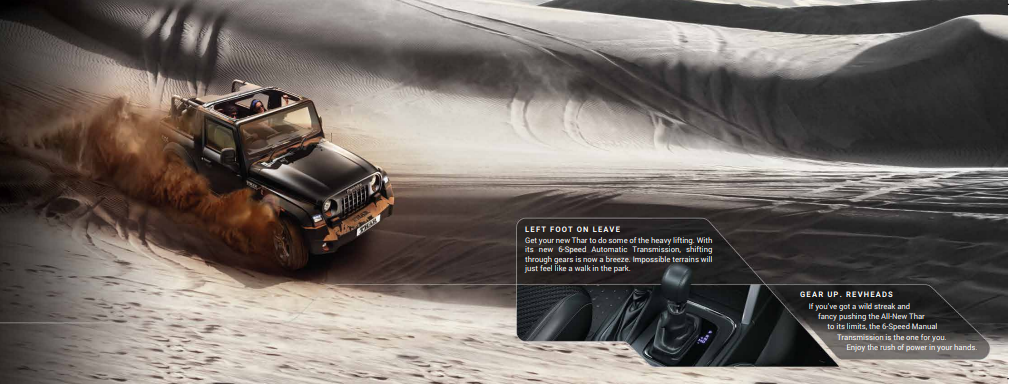 LEFT FOOT ON LEAVE
Get your new Thar to do some of the heavy lifting. With
its new 6-Speed Automatic Transmission, shifting
through gears is now a breeze. Impossible terrains will
just feel like a walk in the park.
GEAR UP. REVHEADS
If you've got a wild streak and
fancy pushing the All-New Thar
to its limits, the 6-Speed Manual
Transmission is the one for you.
Enjoy the rush of power in your hands.